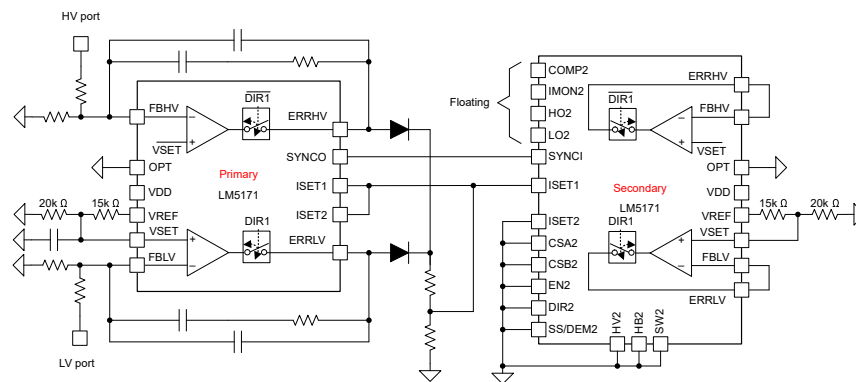 HV port
FBHV
VSET
OPT
VDD
20k Ω
15k Ω
VREF
VSET
FBLV
LV port
DIR1
ERRHV
SYNCO
Primary
LM5171
ISET1
ISET2
DIR1
ERRLV
Floating
COMP2
IMON2
HO2
LO2
SYNCI
ISET1
ISET2
CSA2
CSB2
EN2
DIR2
SS/DEM2
HV2
HB2
SW2
DIR1
ERRHV
FBHV
VSET
OPT
VDD
Secondary
LM5171
VREF
15k Ω
20k Ω
DIR1
VSET
FBLV
ERRLV